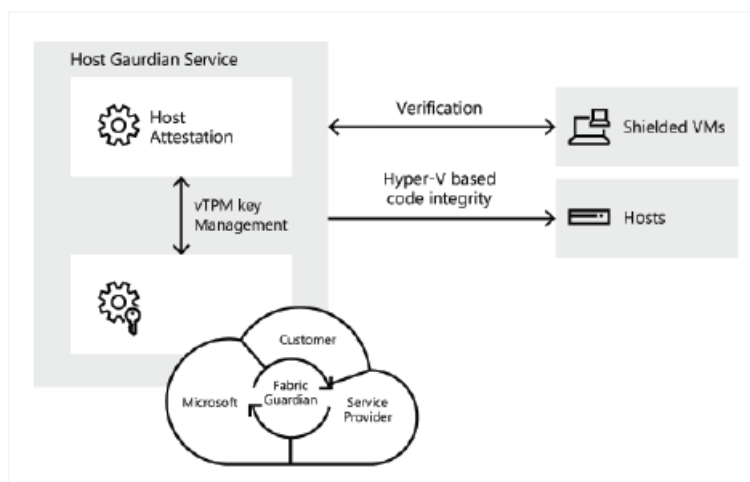 Host Gaurdian Service
Host
Attestation
vTPM key
Management
Verification
Hyper-V based
code integrity
Shielded VMs
Hosts
Customer
Microsoft
Fabric
Guardian
Service
Provider